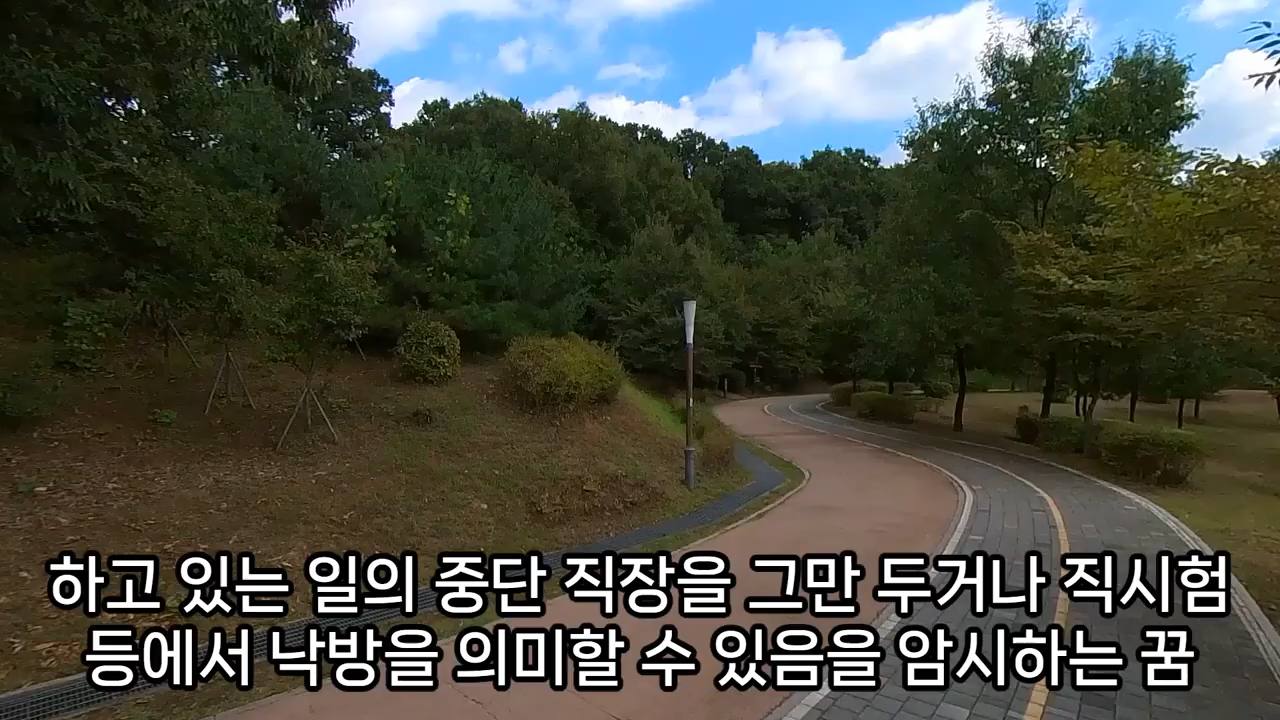 하고 있는 일의 중단 직장을 그만 두거나 직시험
등에서 낙방을 의미할 수 있음을 암시하는 꿈